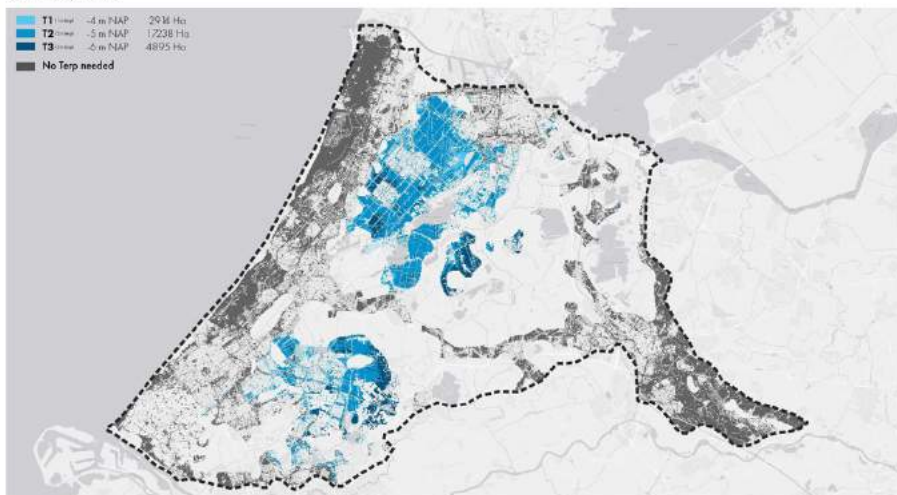 T1 -4 m NAP 2914 Ha
T2 -5 m NAP 17238 Ha
T3 -6 m NAP 4895 Ha
No Terp needed